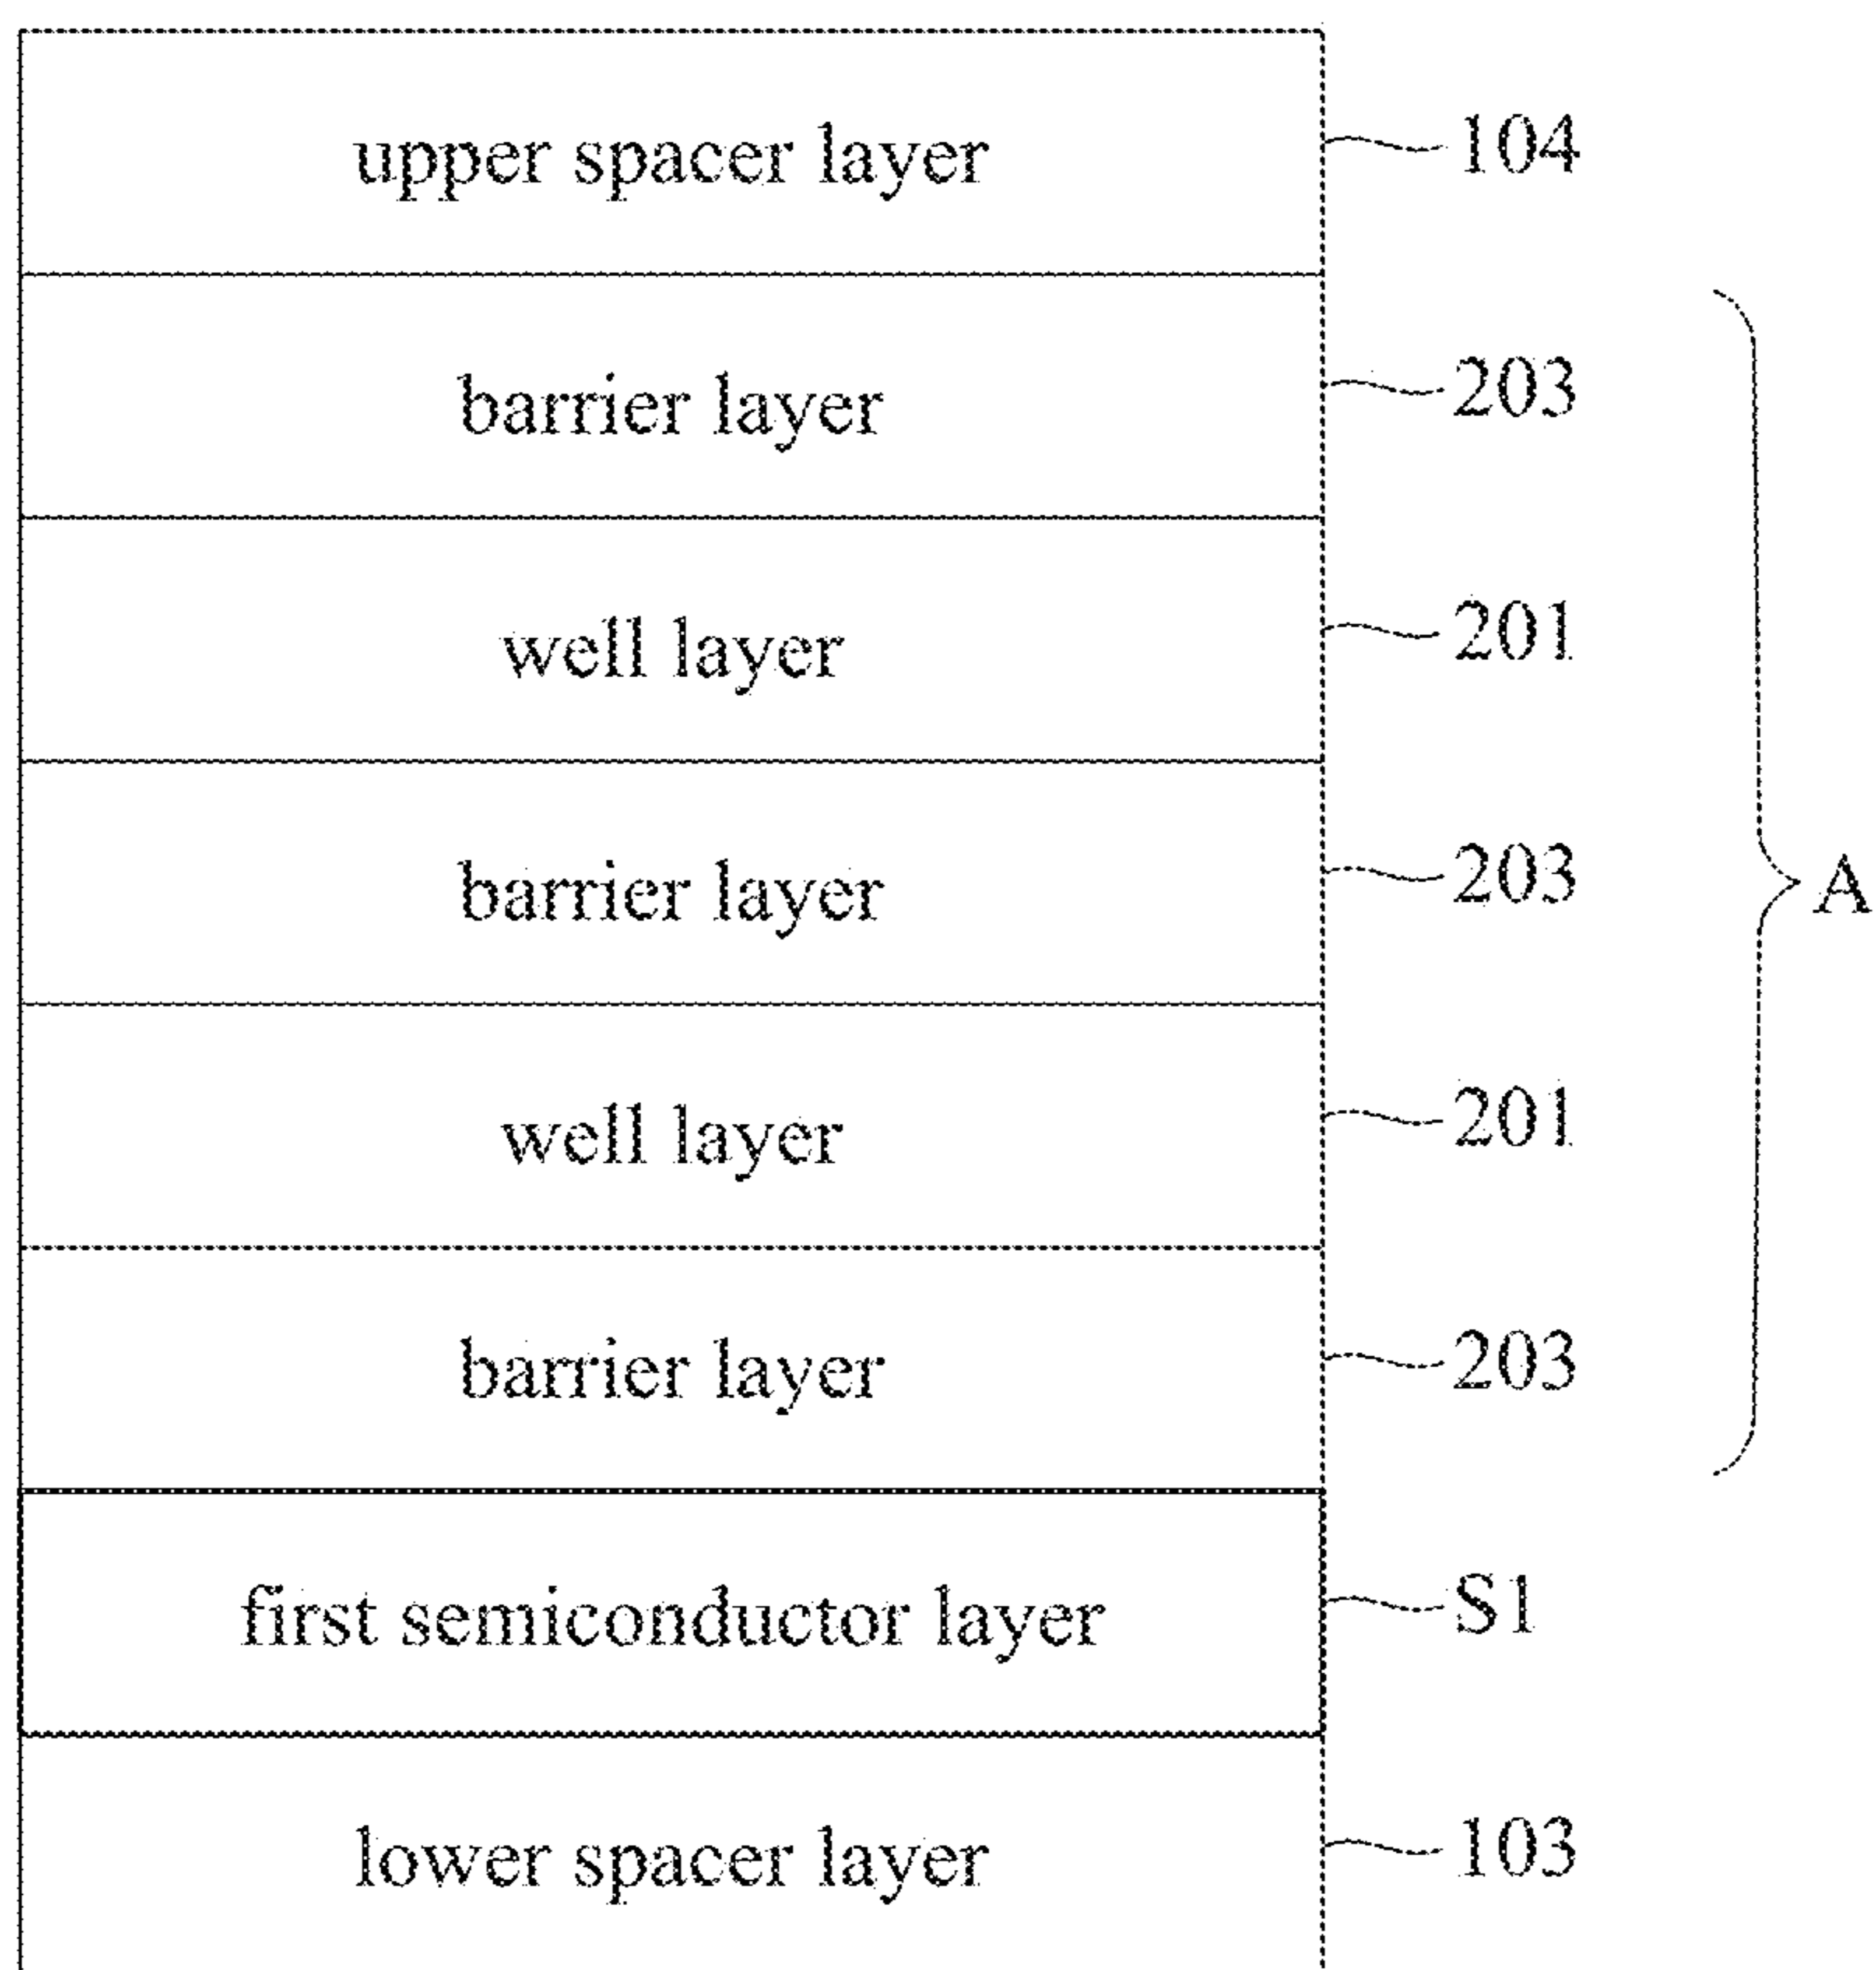 upper spacer layer 104
barrier layer 203
well layer 201
barrier layer 203
A
well layer 201
barrier layer 203
first semiconductor layer S1
lower spacer layer 103